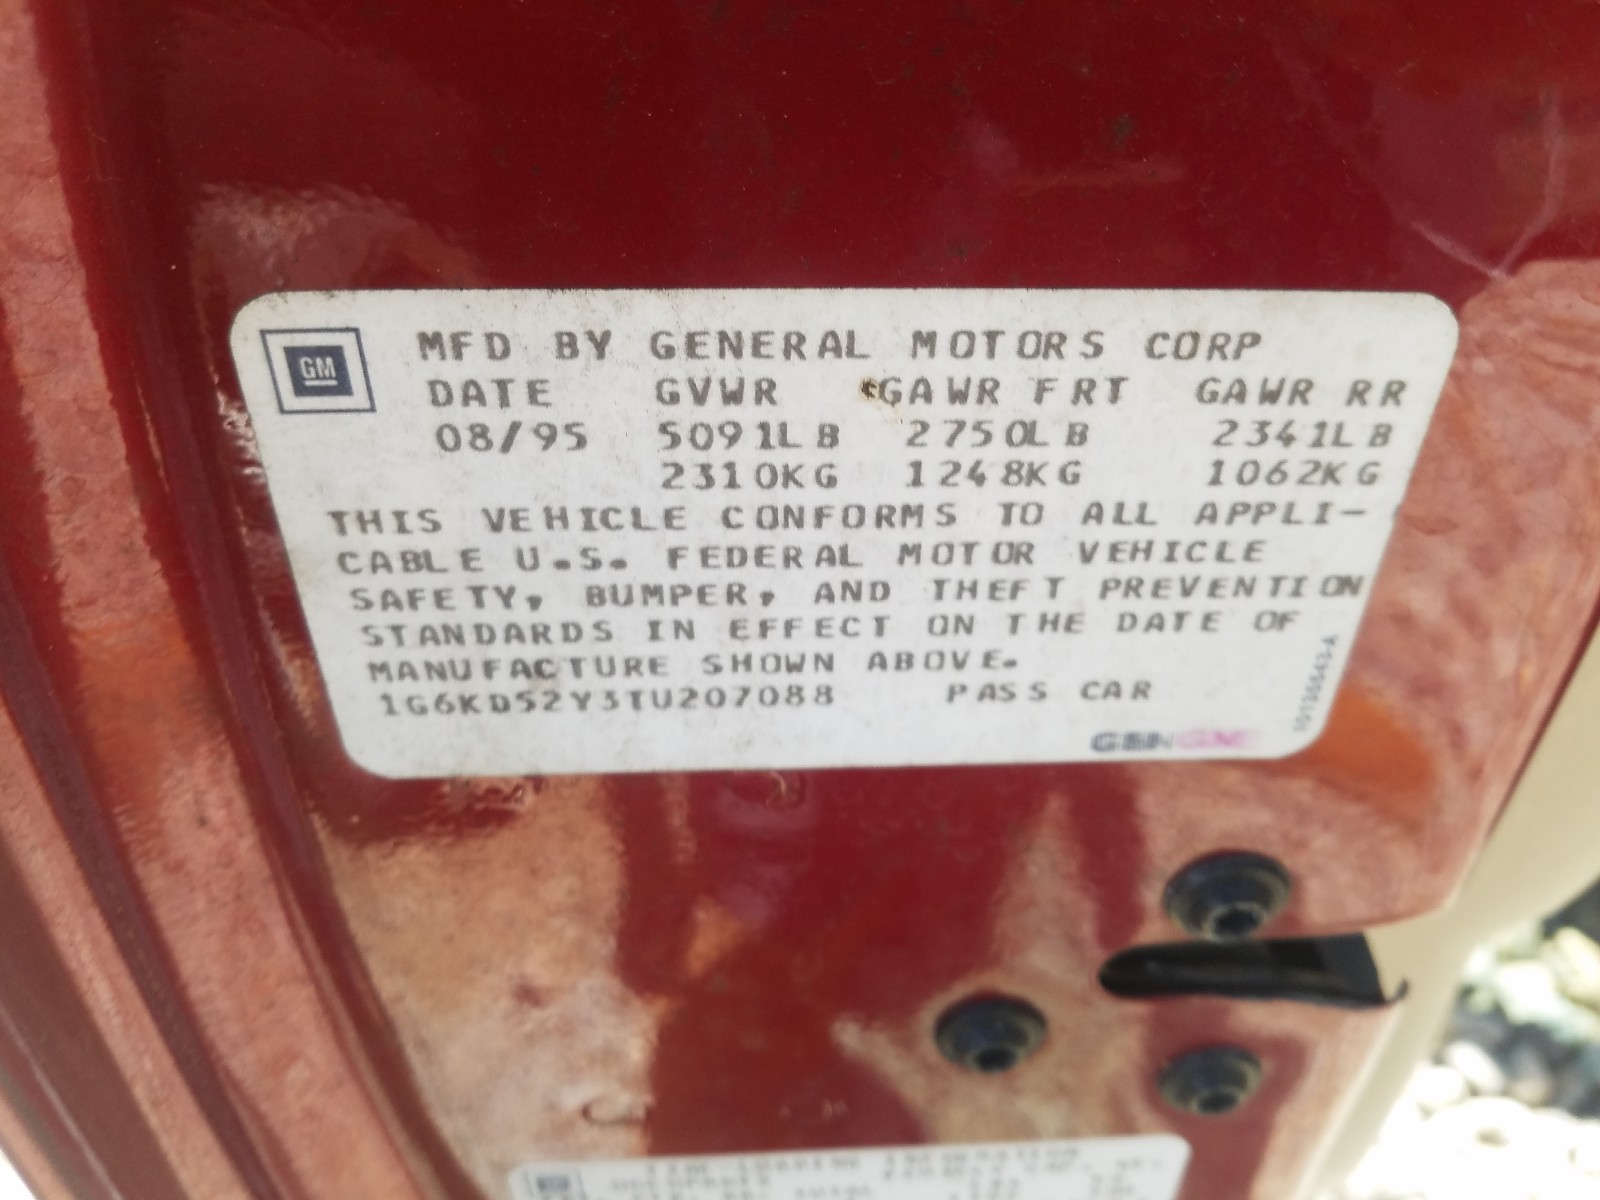 GM
MFD BY GENERAL MOTORS CORP
DATE GVWR GAWR FRT GAWR RR
08/95 5091LB 2750LB 2341LB
2310KG 1248KG 1062KG
THIS VEHICLE CONFORMS TO ALL APPLI-
CABLE U.S. FEDERAL MOTOR VEHICLE
SAFETY, BUMPER, AND THEFT PREVENTION
STANDARDS IN EFFECT ON THE DATE OF
MANUFACTURE SHOWN ABOVE.
1G6KD52Y3TU207088 PASS CAR